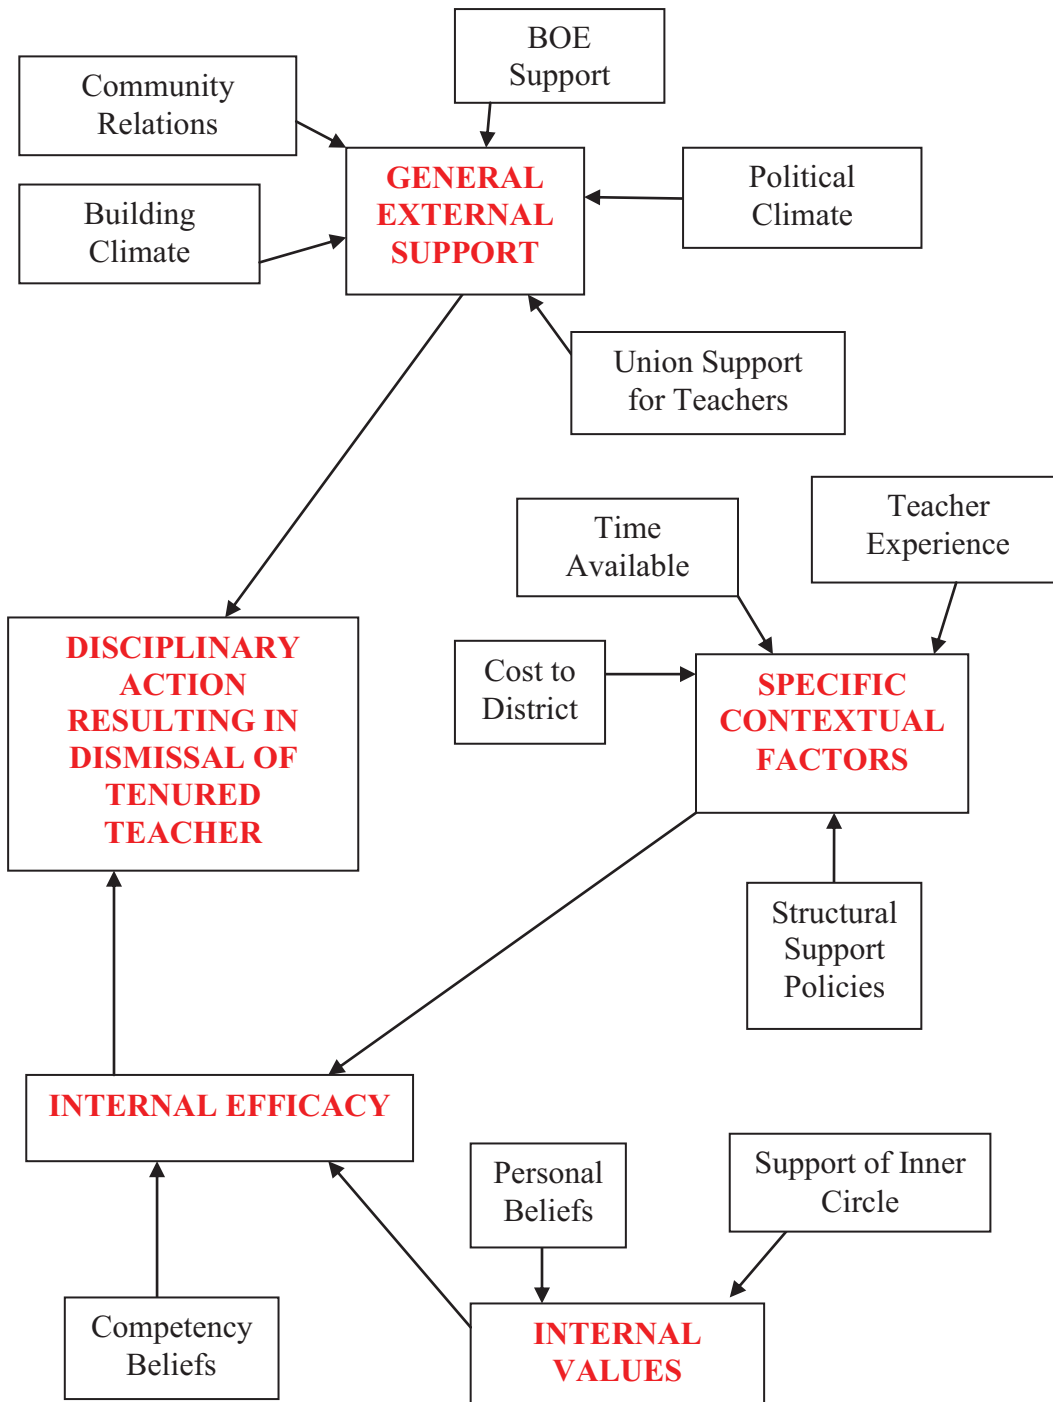 BOE
Support
Community
Relations
GENERAL
EXTERNAL
SUPPORT
Political
Climate
Building
Climate
Union Support
for Teachers
Teacher
Experience
Time
Available
DISCIPLINARY
ACTION
RESULTING IN
DISMISSAL OF
TENURED
TEACHER
Cost to
District
SPECIFIC
CONTEXTUAL
FACTORS
Structural
Support
Policies
INTERNAL EFFICACY
Personal
Beliefs
Support of Inner
Circle
Competency
Beliefs
INTERNAL
VALUES